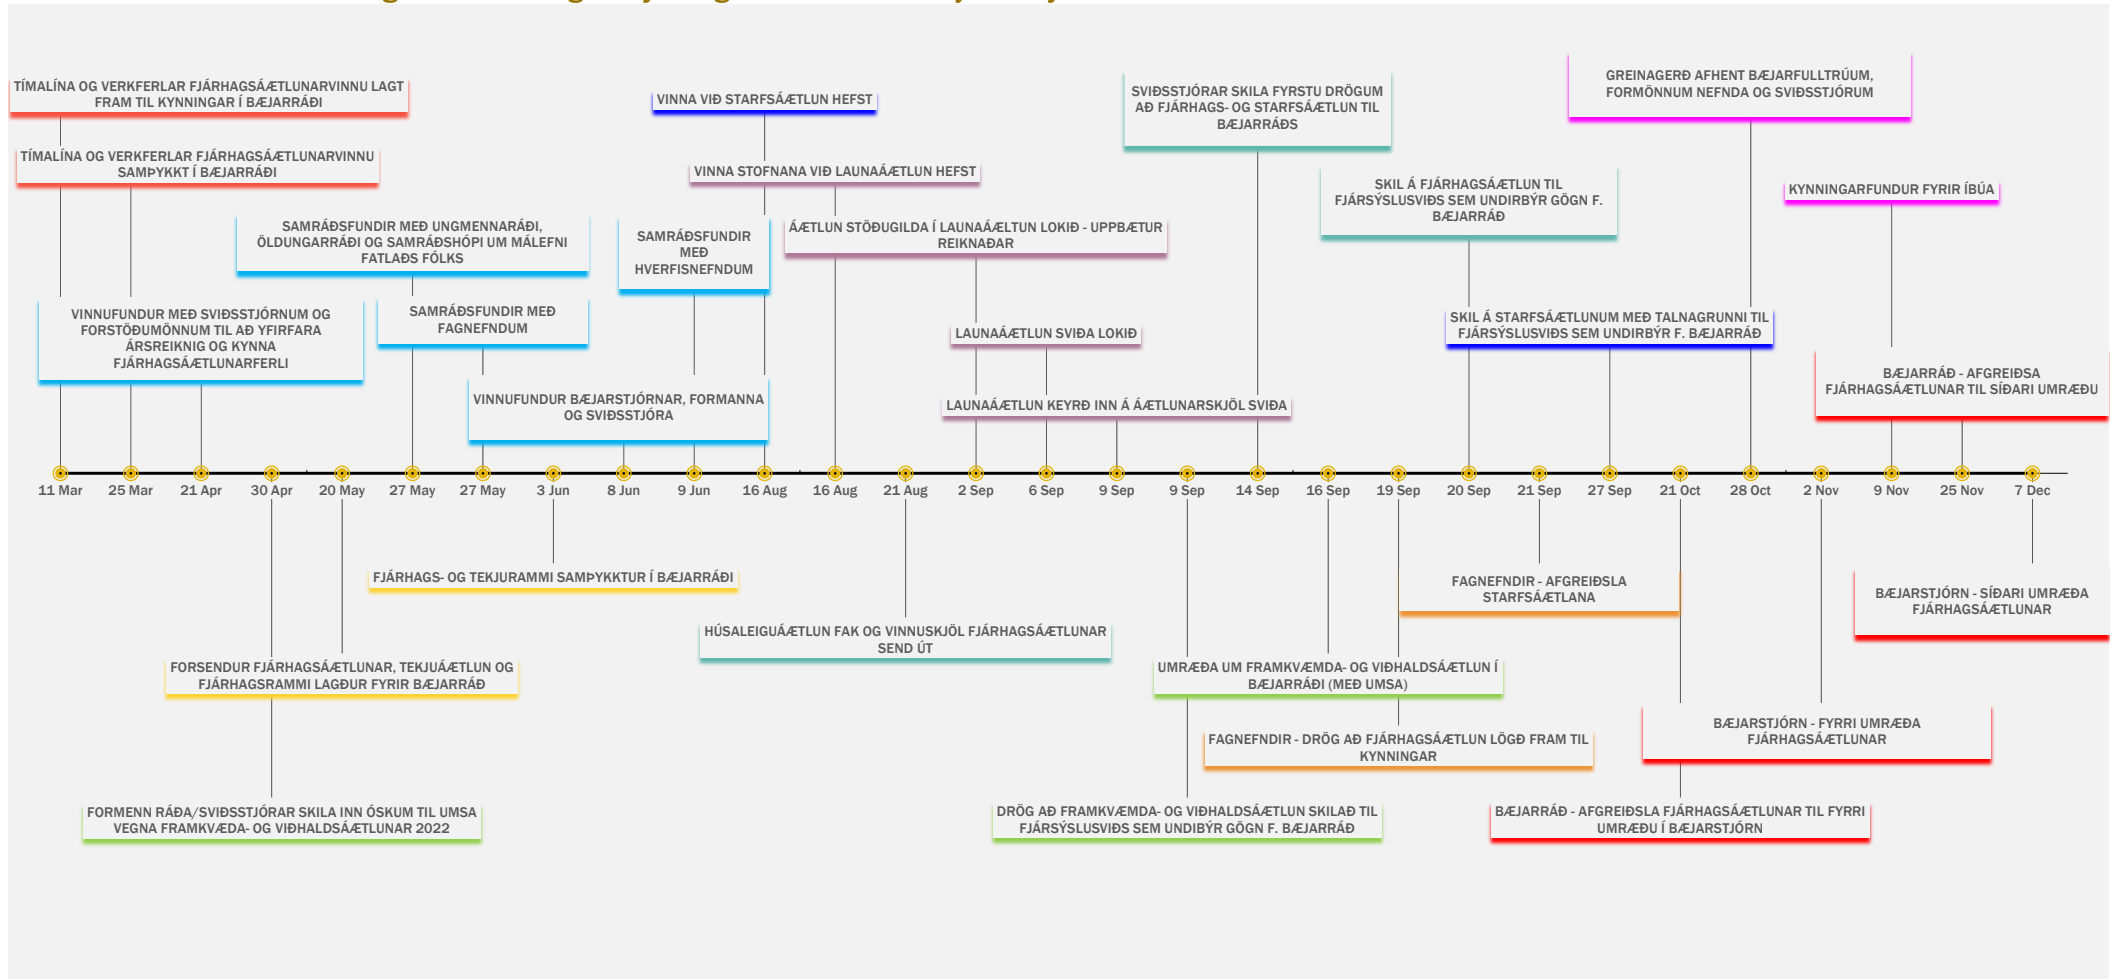 TÍMALÍNA OG VERKFERLAR FJÁRHAGSÁÆTLUNARVINNU LAGT
FRAM TIL KYNNINGAR Í BÆJARRÁÐI
TÍMALÍNA OG VERKFERLAR FJÁRHAGSÁÆTLUNARVINNU
SAMÞYKKT Í BÆJARRÁÐI
VINNUFUNDUR MEÐ SVIÐSSTJÓRNUM OG
FORSTÖÐUMÖNNUM TIL AÐ YFIRFARA
ÁRSREIKNIG OG KYNNA
FJÁRHAGSÁÆTLUNARFERLI
SAMRÁÐSFUNDIR MEÐ UNGMENNARÁÐI,
ÖLDUNGARRÁÐI OG SAMRÁÐSHÓPI UM MÁLEFNI
FATLAÐS FÓLKS
SAMRÁÐSFUNDIR MEÐ
FAGNEFNDUM
VINNUFUNDUR BÆJARSTJÓRNAR, FORMANNA
OG SVIÐSSTJÓRA
SAMRÁÐSFUNDIR
MEÐ
HVERFISNEFNDUM
VINNA VIÐ STARFSÁÆTLUN HEFST
VINNA STOFNANA VIÐ LAUNAÁÆTLUN HEFST
ÁÆTLUN STÖÐUGILDA Í LAUNAÁÆLTUN LOKIÐ - UPPBÆTUR
REIKNAÐAR
LAUNAÁÆTLUN SVIÐA LOKIÐ
LAUNAÁÆTLUN KEYRÐ INN Á ÁÆTLUNARSKJÖL SVIÐA
SVIÐSSTJÓRAR SKILA FYRSTU DRÖGUM
AÐ FJÁRHAGS- OG STARFSÁÆTLUN TIL
BÆJARRÁÐS
SKIL Á FJÁRHAGSÁÆTLUN TIL
FJÁRSÝSLUSVIÐS SEM UNDIRBÝR GÖGN F.
BÆJARRÁÐ
SKIL Á STARFSÁÆTLUNUM MEÐ TALNAGRUNNI TIL
FJÁRSÝSLUSVIÐS SEM UNDIRBÝR F. BÆJARRÁÐ
GREINAGERÐ AFHENT BÆJARFULLTRÚUM,
FORMÖNNUM NEFNDA OG SVIÐSSTJÓRUM
KYNNINGARFUNDUR FYRIR ÍBÚA
BÆJARRÁÐ - AFGREIÐSA
FJÁRHAGSÁÆTLUNAR TIL SÍÐARI UMRÆÐU
11 Mar 25 Mar 21 Apr 30 Apr 20 May 27 May 27 May 3 Jun 8 Jun 9 Jun 16 Aug 16 Aug 21 Aug 2 Sep 6 Sep 9 Sep 9 Sep 14 Sep 16 Sep 19 Sep 20 Sep 21 Sep 27 Sep 21 Oct 28 Oct 2 Nov 9 Nov 25 Nov 7 Dec
FJÁRHAGS- OG TEKJURAMMI SAMÞYKKTUR Í BÆJARRÁÐI
FORSENDUR FJÁRHAGSÁÆTLUNAR, TEKJUÁÆTLUN OG
FJÁRHAGSRAMMI LAGÐUR FYRIR BÆJARRÁÐ
FORMENN RÁÐA/SVIÐSSTJÓRAR SKILA INN ÓSKUM TIL UMSA
VEGNA FRAMKVÆDA- OG VIÐHALDSÁÆTLUNAR 2022
HÚSALEIGUÁÆTLUN FAK OG VINNUSKJÖL FJÁRHAGSÁÆTLUNAR
SEND ÚT
UMRÆÐA UM FRAMKVÆMDA- OG VIÐHALDSÁÆTLUN Í
BÆJARRÁÐI (MEÐ UMSA)
FAGNEFNDIR - DRÖG AÐ FJÁRHAGSÁÆTLUN LÖGÐ FRAM TIL
KYNNINGAR
DRÖG AÐ FRAMKVÆMDA- OG VIÐHALDSÁÆTLUN SKILAÐ TIL
FJÁRSÝSLUSVIÐS SEM UNDIBÝR GÖGN F. BÆJARRÁÐ
FAGNEFNDIR - AFGREIÐSLA
STARFSÁÆTLANA
BÆJARSTJÓRN - FYRRI UMRÆÐA
FJÁRHAGSÁÆTLUNAR
BÆJARRÁÐ - AFGREIÐSLA FJÁRHAGSÁÆTLUNAR TIL FYRRI
UMRÆÐU Í BÆJARSTJÓRN
BÆJARSTJÓRN - SÍÐARI UMRÆÐA
FJÁRHAGSÁÆTLUNAR